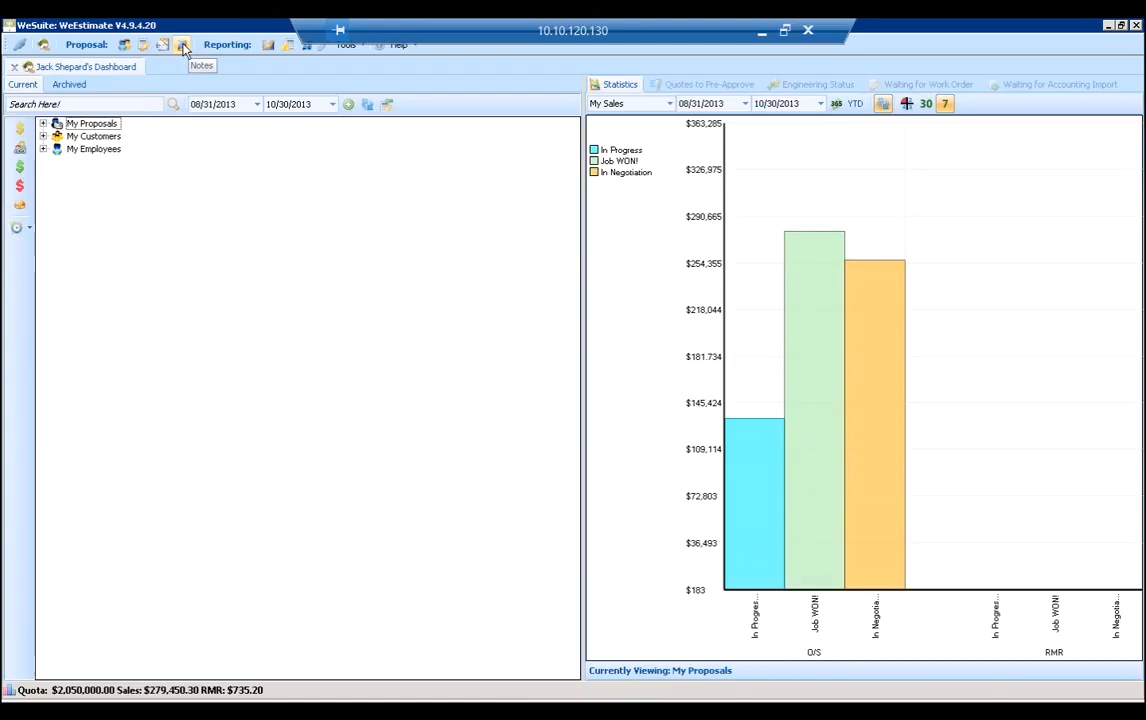 WeSuite: WeEstimate V4.9.4.20
10.10.120.130
Proposal:
Reporting:
Tools
Help
Jack Shepard's Dashboard
Notes
Current
Archived
Statistics
Quotes to Pre-Approve
Engineering Status
Waiting for Work Order
Waiting for Accounting Import
Search Here!
08/31/2013
10/30/2013
My Sales
08/31/2013
10/30/2013
365
YTD
30
7
My Proposals
My Customers
My Employees
In Progress
Job WON!
In Negotiation
$363,285
$326,975
$290,665
$254,355
$218,044
$181,734
$145,424
$109,114
$72,803
$36,493
$183
In Progres...
Job WON!
In Negotia...
In Progres...
Job WON!
In Negotia...
O/S
RMR
Currently Viewing: My Proposals
Quota: $2,050,000.00 Sales: $279,450.30 RMR: $735.20